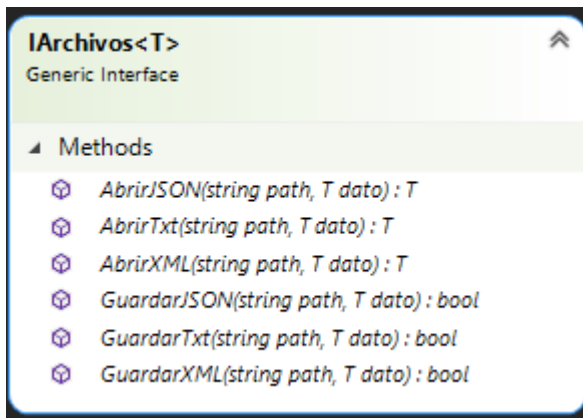 IArchivos<T>
Generic Interface
Methods
AbrirJSON(string path, T dato) : T
AbrirTxt(string path, T dato) : T
AbrirXML(string path, T dato) : T
GuardarJSON(string path, T dato) : bool
GuardarTxt(string path, T dato) : bool
GuardarXML(string path, T dato) : bool